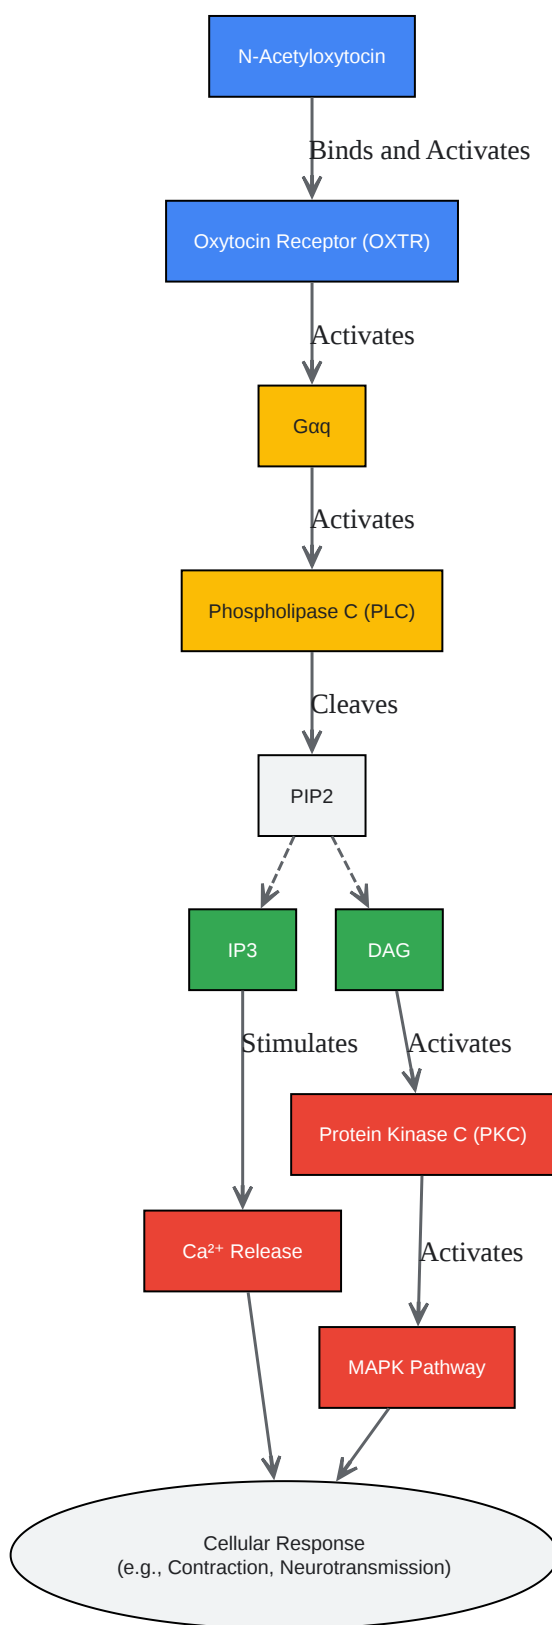 N-Acetyloxytocin
Binds and Activates
Oxytocin Receptor (OXTR)
Activates
Gαq
Activates
Phospholipase C (PLC)
Cleaves
PIP2
IP3
DAG
Stimulates
Activates
Protein Kinase C (PKC)
Ca²⁺ Release
Activates
MAPK Pathway
Cellular Response
(e.g., Contraction, Neurotransmission)